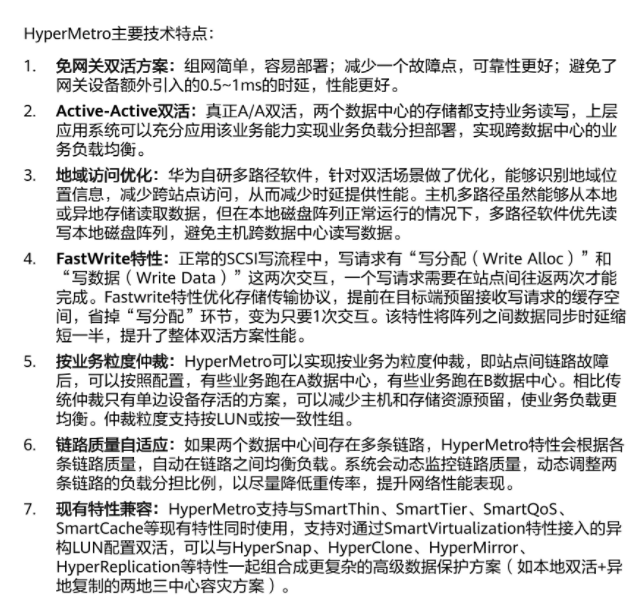 HyperMetro主要技术特点：
1. 免网关双活方案：组网简单，容易部署；减少一个故障点，可靠性更好；避免了
网关设备额外引入的0.5~1ms的时延，性能更好。
2. Active-Active双活：真正A/A双活，两个数据中心的存储都支持业务读写，上层
应用系统可以充分应用该业务能力实现业务负载分担部署，实现跨数据中心的业
务负载均衡。
3. 地域访问优化：华为自研多路径软件，针对双活场景做了优化，能够识别地域位
置信息，减少跨站点访问，从而减少时延提供性能。主机多路径虽然能够从本地
或异地存储读取数据，但在本地磁盘阵列正常运行的情况下，多路径软件优先读
写本地磁盘阵列，避免主机跨数据中心读写数据。
4. FastWrite特性：正常的SCSI写流程中，写请求有“写分配（Write Alloc）”和
“写数据（Write Data）”这两次交互，一个写请求需要在站点间往返两次才能
完成。Fastwrite特性优化存储传输协议，提前在目标端预留接收写请求的缓存空
间，省掉“写分配”环节，变为只要1次交互。该特性将阵列之间数据同步时延缩
短一半，提升了整体双活方案性能。
5. 按业务粒度仲裁：HyperMetro可以实现按业务为粒度仲裁，即站点间链路故障
后，可以按照配置，有些业务跑在A数据中心，有些业务跑在B数据中心。相比传
统仲裁只有单边设备存活的方案，可以减少主机和存储资源预留，使业务负载更
均衡。仲裁粒度支持按LUN或按一致性组。
6. 链路质量自适应：如果两个数据中心间存在多条链路，HyperMetro特性会根据各
条链路质量，自动在链路之间均衡负载。系统会动态监控链路质量，动态调整两
条链路的负载分担比例，以尽量降低重传率，提升网络性能表现。
7. 现有特性兼容：HyperMetro支持与SmartThin、SmartTier、SmartQoS、
SmartCache等现有特性同时使用，支持对通过SmartVirtualization特性接入的异
构LUN配置双活，可以与HyperSnap、HyperClone、HyperMirror、
HyperReplication等特性一起组合成更复杂的高级数据保护方案（如本地双活+异
地复制的两地三中心容灾方案）。